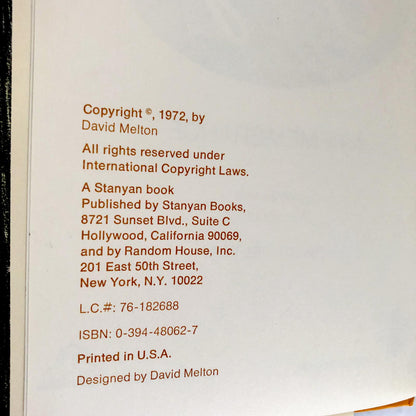 Copyright ©, 1972, by
David Melton
All rights reserved under
International Copyright Laws.
A Stanyan book
Published by Stanyan Books,
8721 Sunset Blvd., Suite C
Hollywood, California 90069,
and by Random House, Inc.
201 East 50th Street,
New York, N.Y. 10022
L.C.#: 76-182688
ISBN: 0-394-48062-7
Printed in U.S.A.
Designed by David Melton